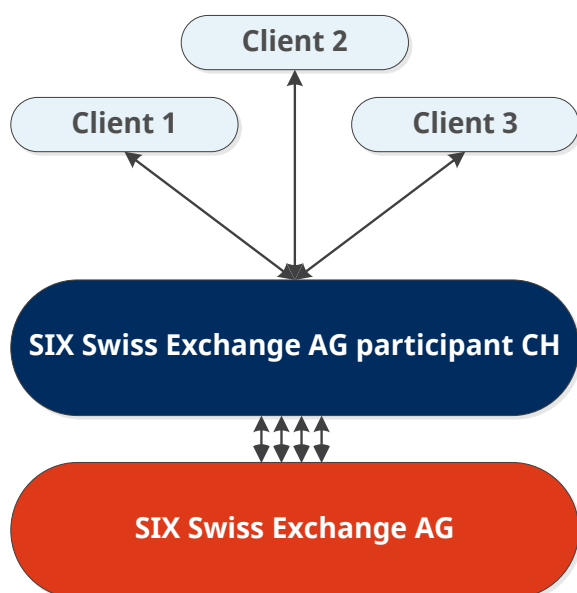 Client 2
Client 1
Client 3
SIX Swiss Exchange AG participant CH
SIX Swiss Exchange AG